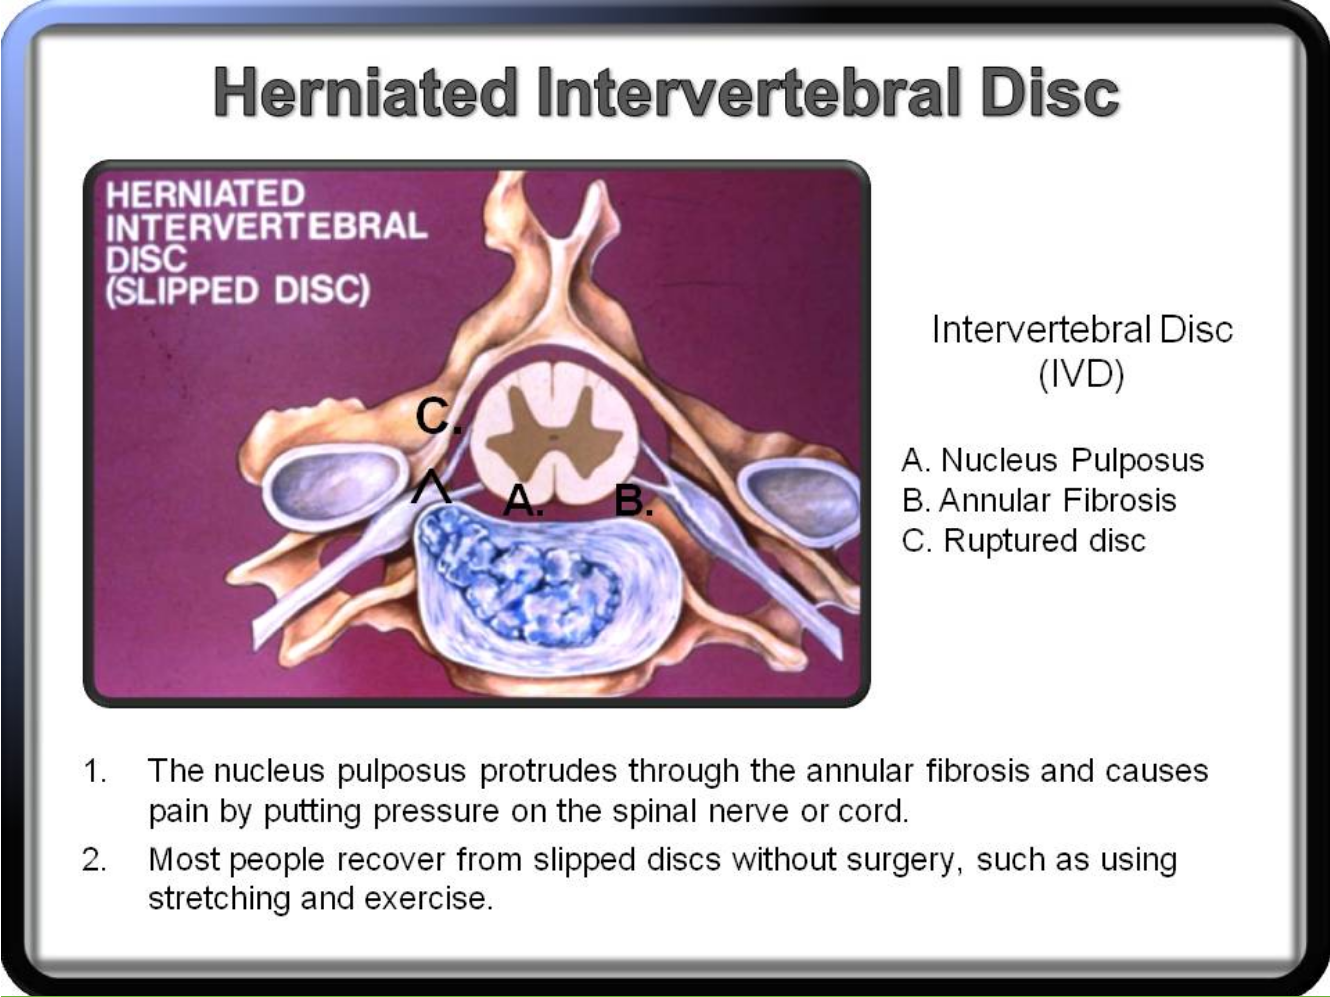 Herniated Intervertebral Disc
HERNIATED
INTERVERTEBRAL
DISC
(SLIPPED DISC)
C.
A. B.
Intervertebral Disc
(IVD)
A. Nucleus Pulposus
B. Annular Fibrosis
C. Ruptured disc
1. The nucleus pulposus protrudes through the annular fibrosis and causes
pain by putting pressure on the spinal nerve or cord.
2. Most people recover from slipped discs without surgery, such as using
stretching and exercise.